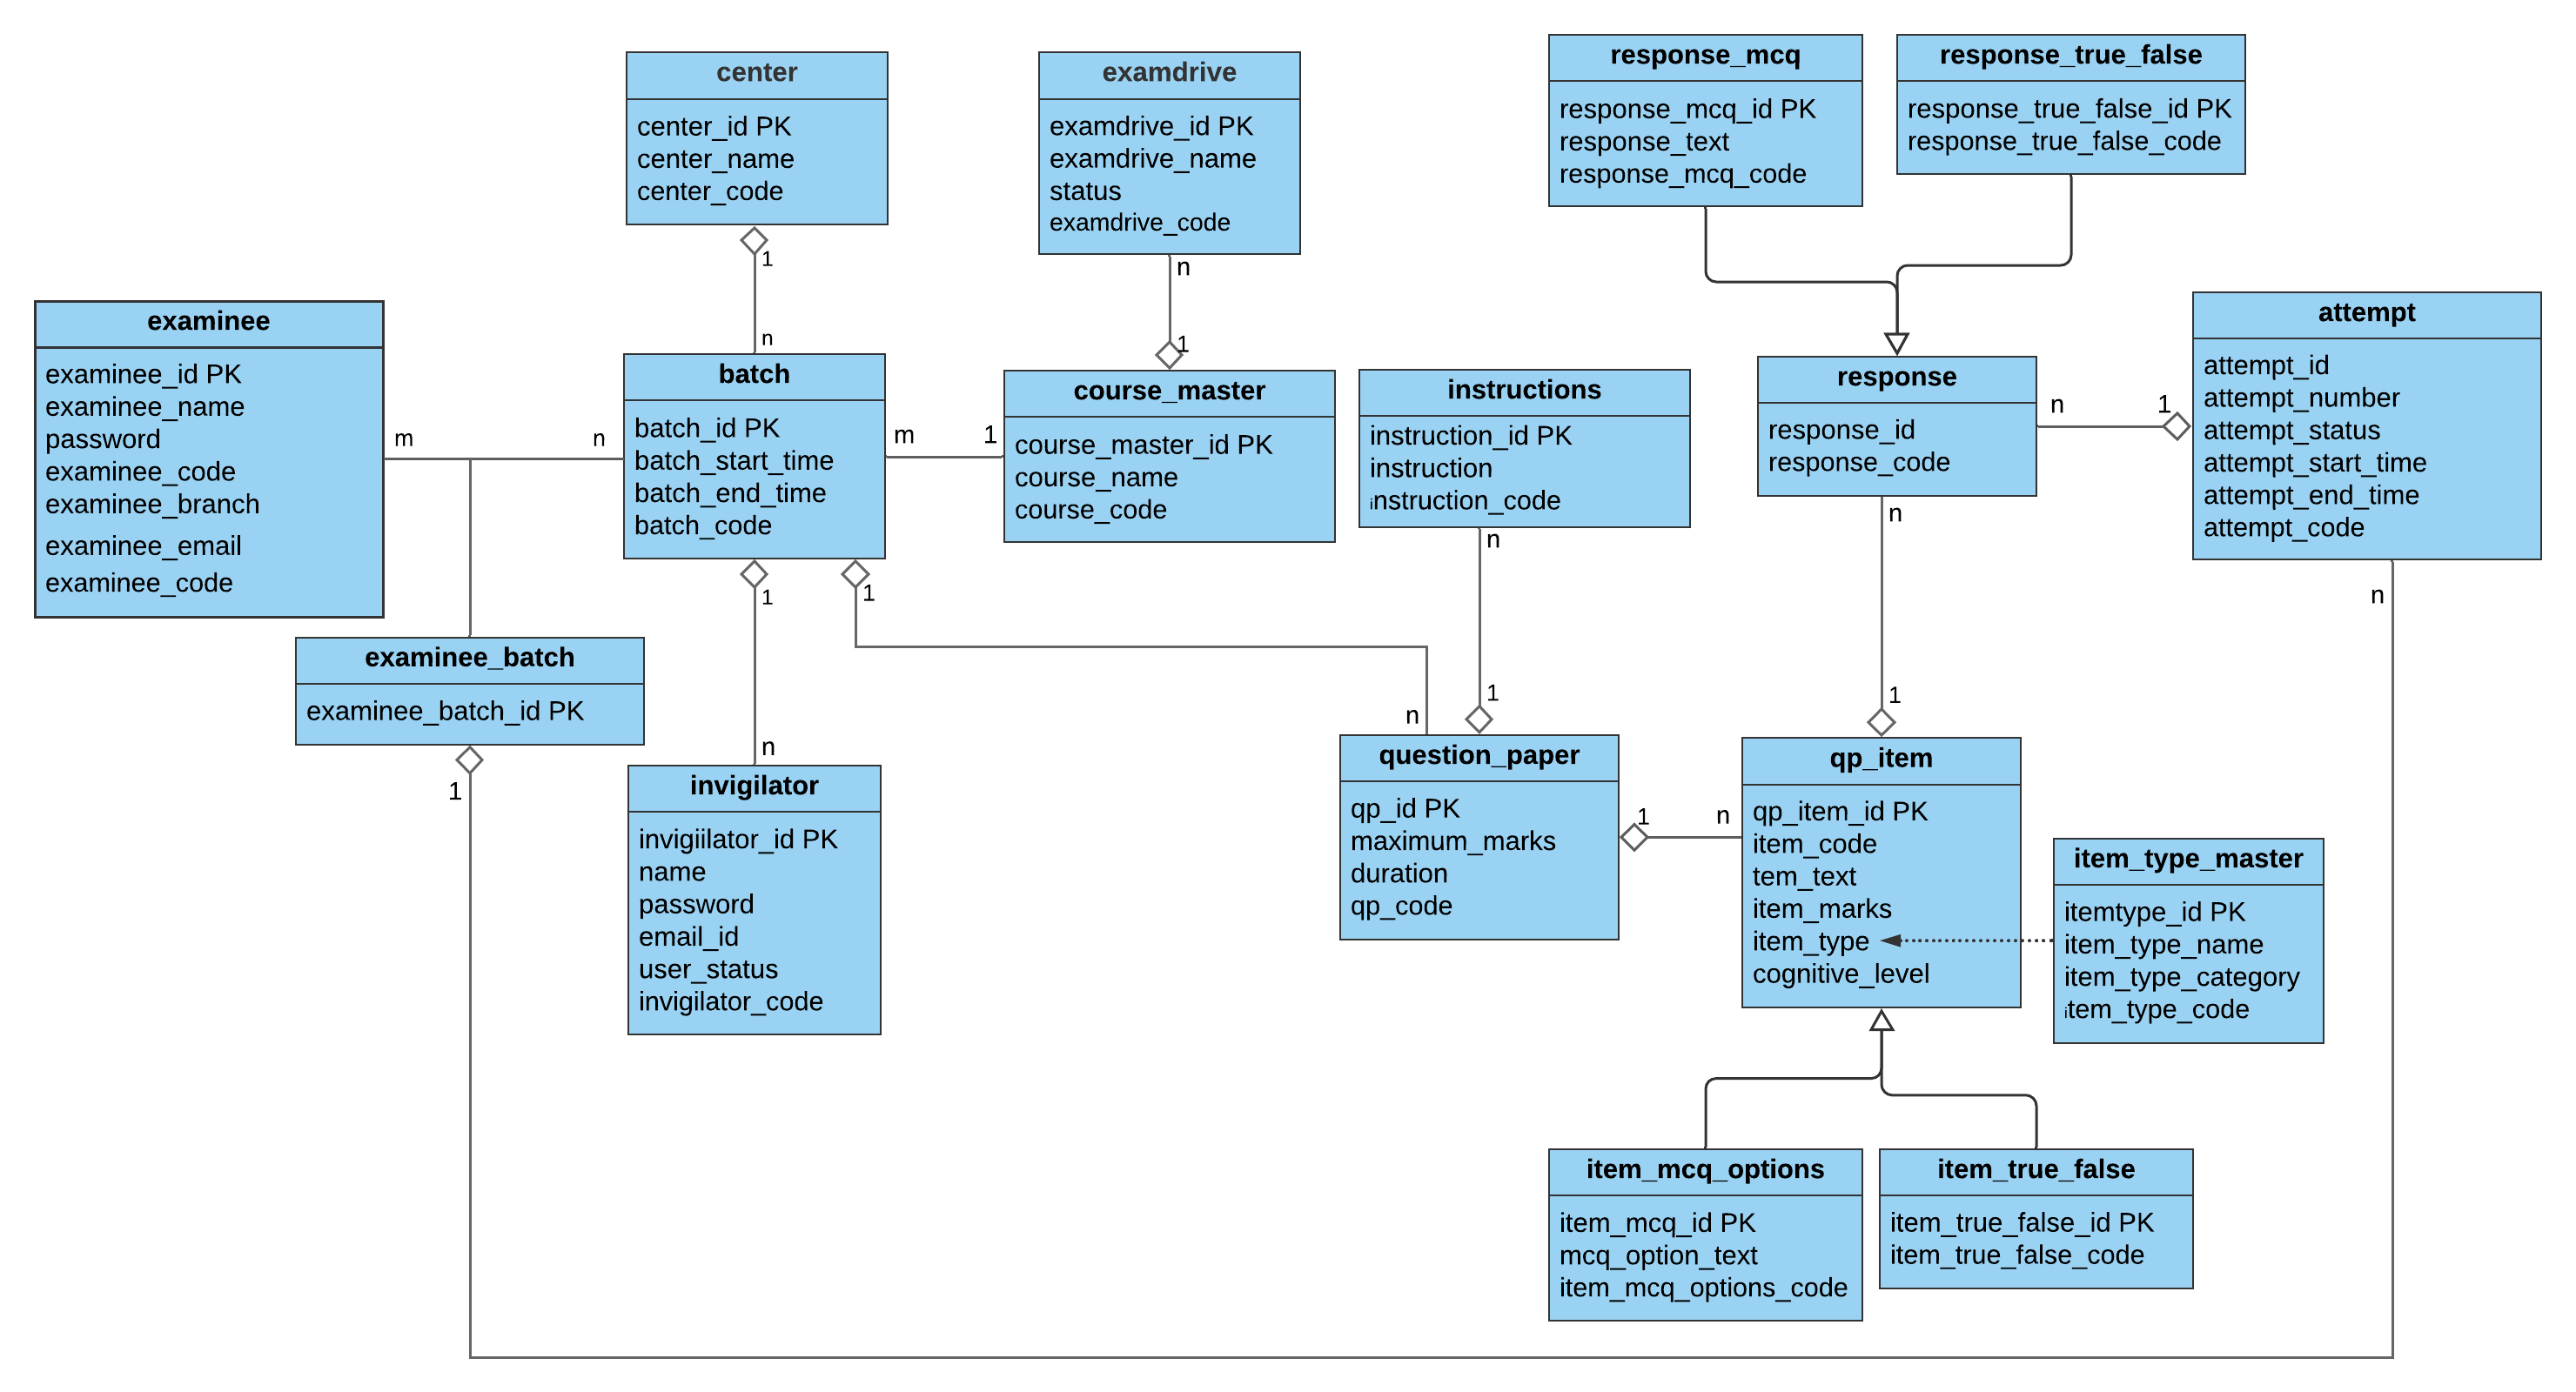 center
center_id PK
center_name
center_code
1
n
examdrive
examdrive_id PK
examdrive_name
status
examdrive_code
n
1
response_mcq
response_mcq_id PK
response_text
response_mcq_code
response_true_false
response_true_false_id PK
response_true_false_code
examinee
examinee_id PK
examinee_name
password
examinee_code
examinee_branch
examinee_email
examinee_code
m
n
batch
batch_id PK
batch_start_time
batch_end_time
batch_code
m
1
1
1
course_master
course_master_id PK
course_name
course_code
instructions
instruction_id PK
instruction
instruction_code
n
1
response
response_id
response_code
n
1
n
1
attempt
attempt_id
attempt_number
attempt_status
attempt_start_time
attempt_end_time
attempt_code
n
examinee_batch
examinee_batch_id PK
1
n
invigilator
invigiilator_id PK
name
password
email_id
user_status
invigilator_code
n
question_paper
qp_id PK
maximum_marks
duration
qp_code
1
n
qp_item
qp_item_id PK
item_code
tem_text
item_marks
item_type
cognitive_level
item_type_master
itemtype_id PK
item_type_name
item_type_category
item_type_code
item_mcq_options
item_mcq_id PK
mcq_option_text
item_mcq_options_code
item_true_false
item_true_false_id PK
item_true_false_code